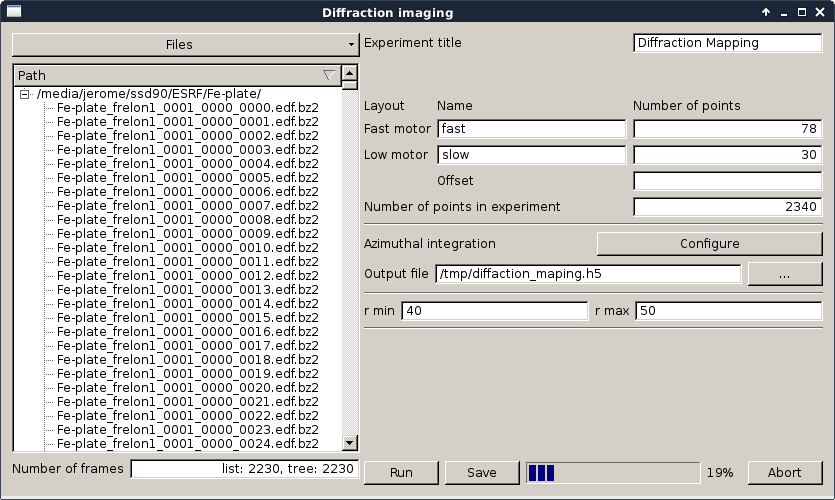 Diffraction imaging
Files
Path
/media/jerome/ssd90/ESRF/Fe-plate/
Fe-plate_frelon1_0001_0000_0000.edf.bz2
Fe-plate_frelon1_0001_0000_0001.edf.bz2
Fe-plate_frelon1_0001_0000_0002.edf.bz2
Fe-plate_frelon1_0001_0000_0003.edf.bz2
Fe-plate_frelon1_0001_0000_0004.edf.bz2
Fe-plate_frelon1_0001_0000_0005.edf.bz2
Fe-plate_frelon1_0001_0000_0006.edf.bz2
Fe-plate_frelon1_0001_0000_0007.edf.bz2
Fe-plate_frelon1_0001_0000_0008.edf.bz2
Fe-plate_frelon1_0001_0000_0009.edf.bz2
Fe-plate_frelon1_0001_0000_0010.edf.bz2
Fe-plate_frelon1_0001_0000_0011.edf.bz2
Fe-plate_frelon1_0001_0000_0012.edf.bz2
Fe-plate_frelon1_0001_0000_0013.edf.bz2
Fe-plate_frelon1_0001_0000_0014.edf.bz2
Fe-plate_frelon1_0001_0000_0015.edf.bz2
Fe-plate_frelon1_0001_0000_0016.edf.bz2
Fe-plate_frelon1_0001_0000_0017.edf.bz2
Fe-plate_frelon1_0001_0000_0018.edf.bz2
Fe-plate_frelon1_0001_0000_0019.edf.bz2
Fe-plate_frelon1_0001_0000_0020.edf.bz2
Fe-plate_frelon1_0001_0000_0021.edf.bz2
Fe-plate_frelon1_0001_0000_0022.edf.bz2
Fe-plate_frelon1_0001_0000_0023.edf.bz2
Fe-plate_frelon1_0001_0000_0024.edf.bz2
Number of frames list: 2230, tree: 2230
Experiment title Diffraction Mapping
Layout Name Number of points
Fast motor fast 78
Low motor slow 30
Offset
Number of points in experiment 2340
Azimuthal integration Configure
Output file /tmp/diffaction_maping.h5 ...
r min 40 r max 50
Run Save 19% Abort